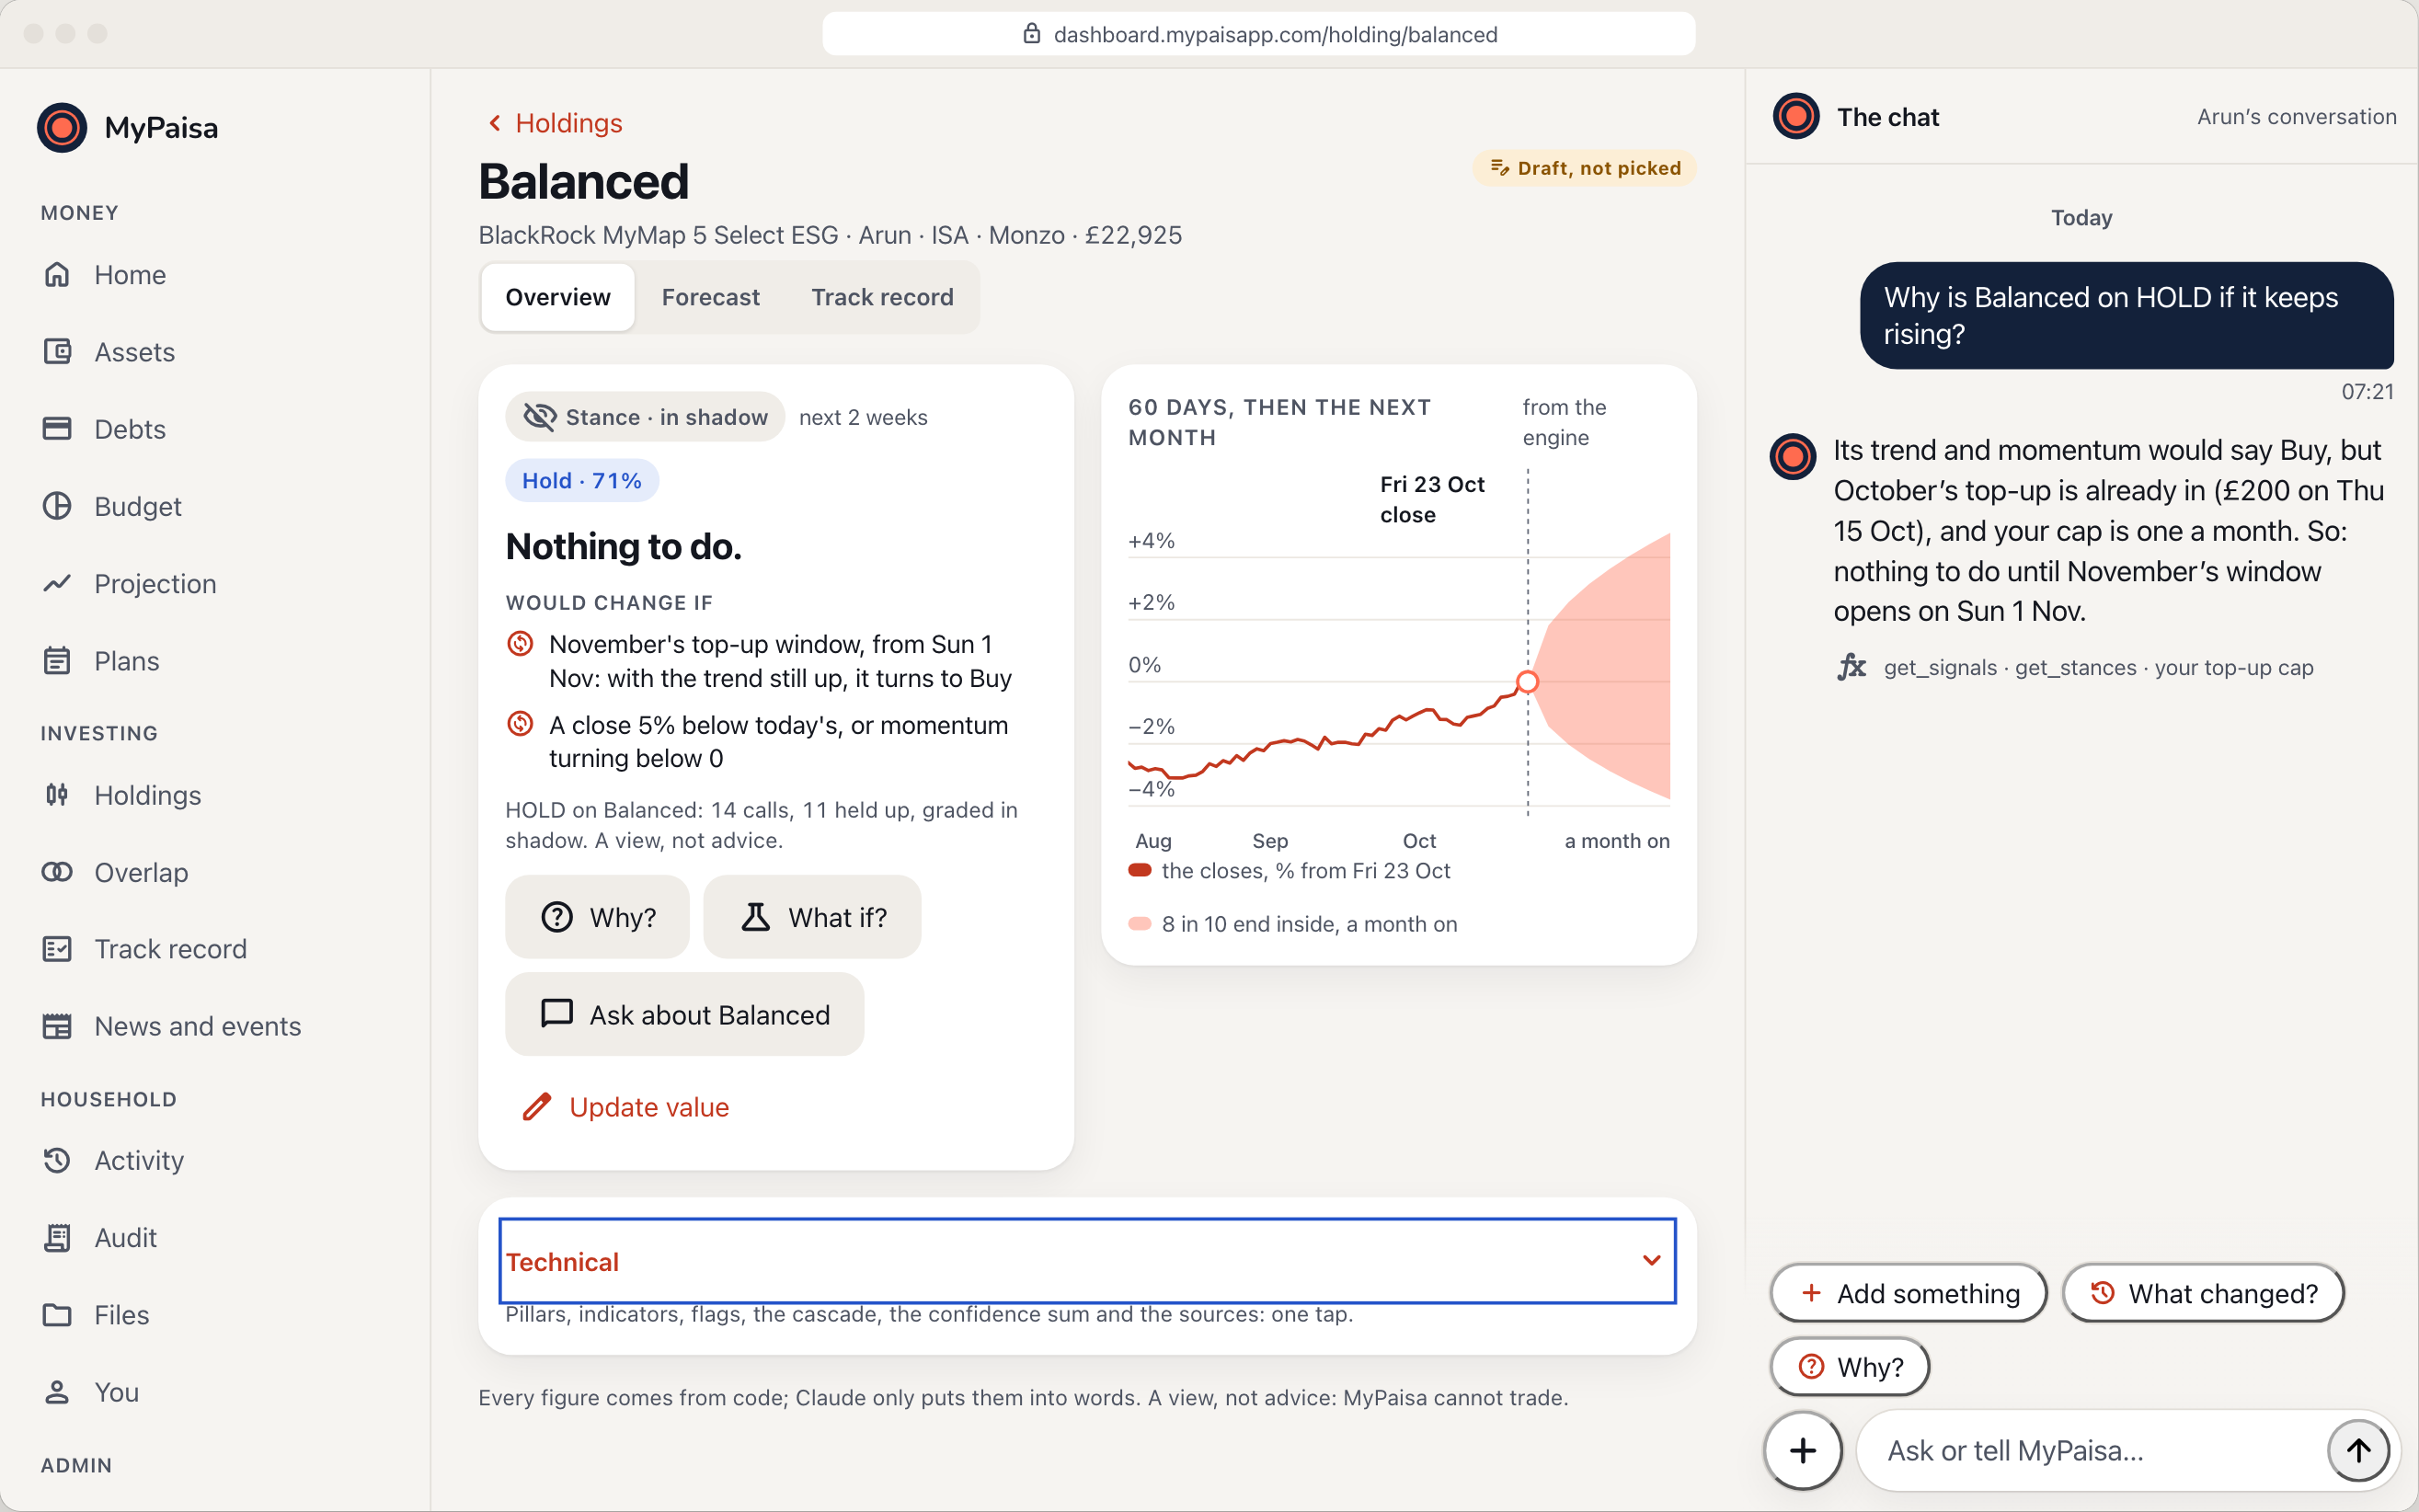 dashboard.mypaisapp.com/holding/balanced
MyPaisa
MONEY
Home
Assets
Debts
Budget
Projection
Plans
INVESTING
Holdings
Overlap
Track record
News and events
HOUSEHOLD
Activity
Audit
Files
You
ADMIN
Holdings
Balanced
Draft, not picked
BlackRock MyMap 5 Select ESG · Arun · ISA · Monzo · £22,925
Overview
Forecast
Track record
Stance · in shadow
next 2 weeks
Hold · 71%
Nothing to do.
WOULD CHANGE IF
November's top-up window, from Sun 1
Nov: with the trend still up, it turns to Buy
A close 5% below today's, or momentum
turning below 0
HOLD on Balanced: 14 calls, 11 held up, graded in
shadow. A view, not advice.
Why?
What if?
Ask about Balanced
Update value
60 DAYS, THEN THE NEXT
MONTH
from the
engine
Fri 23 Oct
close
+4%
+2%
0%
−2%
−4%
Aug
Sep
Oct
a month on
the closes, % from Fri 23 Oct
8 in 10 end inside, a month on
Technical
Pillars, indicators, flags, the cascade, the confidence sum and the sources: one tap.
Every figure comes from code; Claude only puts them into words. A view, not advice: MyPaisa cannot trade.
The chat
Arun’s conversation
Today
Why is Balanced on HOLD if it keeps
rising?
07:21
Its trend and momentum would say Buy, but
October’s top-up is already in (£200 on Thu
15 Oct), and your cap is one a month. So:
nothing to do until November’s window
opens on Sun 1 Nov.
fx get_signals · get_stances · your top-up cap
Add something
What changed?
Why?
Ask or tell MyPaisa...